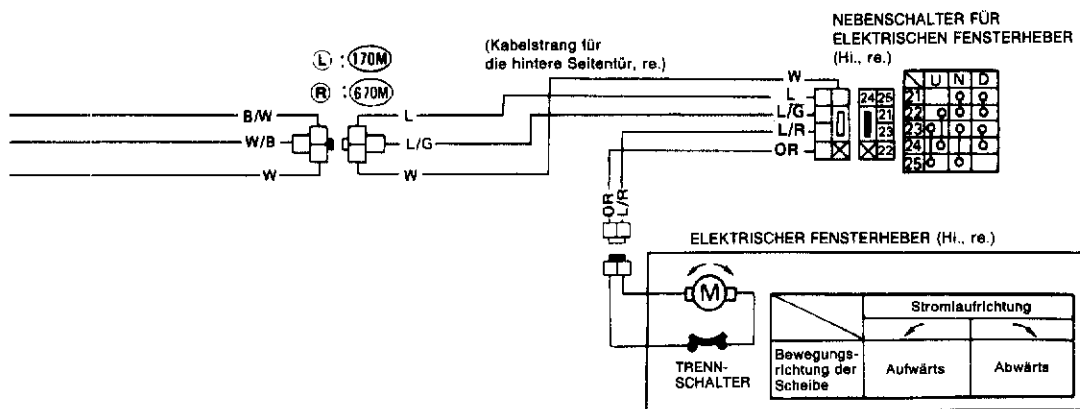 NEBENSCHALTER FÜR
ELEKTRISCHEN FENSTERHEBER
(Hi., re.)
(Kabelstrang für
die hintere Seitentür, re.)
L : 170M
R : 670M
B/W
W/B
W
L
L/G
W
W
L
L/G
L/R
OR
24 25
21
23
22
U N D
21
22
23
24
25
OR
L/R
ELEKTRISCHER FENSTERHEBER (Hi., re.)
M
TRENN-
SCHALTER
Stromlaufrichtung
Bewegungs-
richtung der
Scheibe
Aufwärts
Abwärts